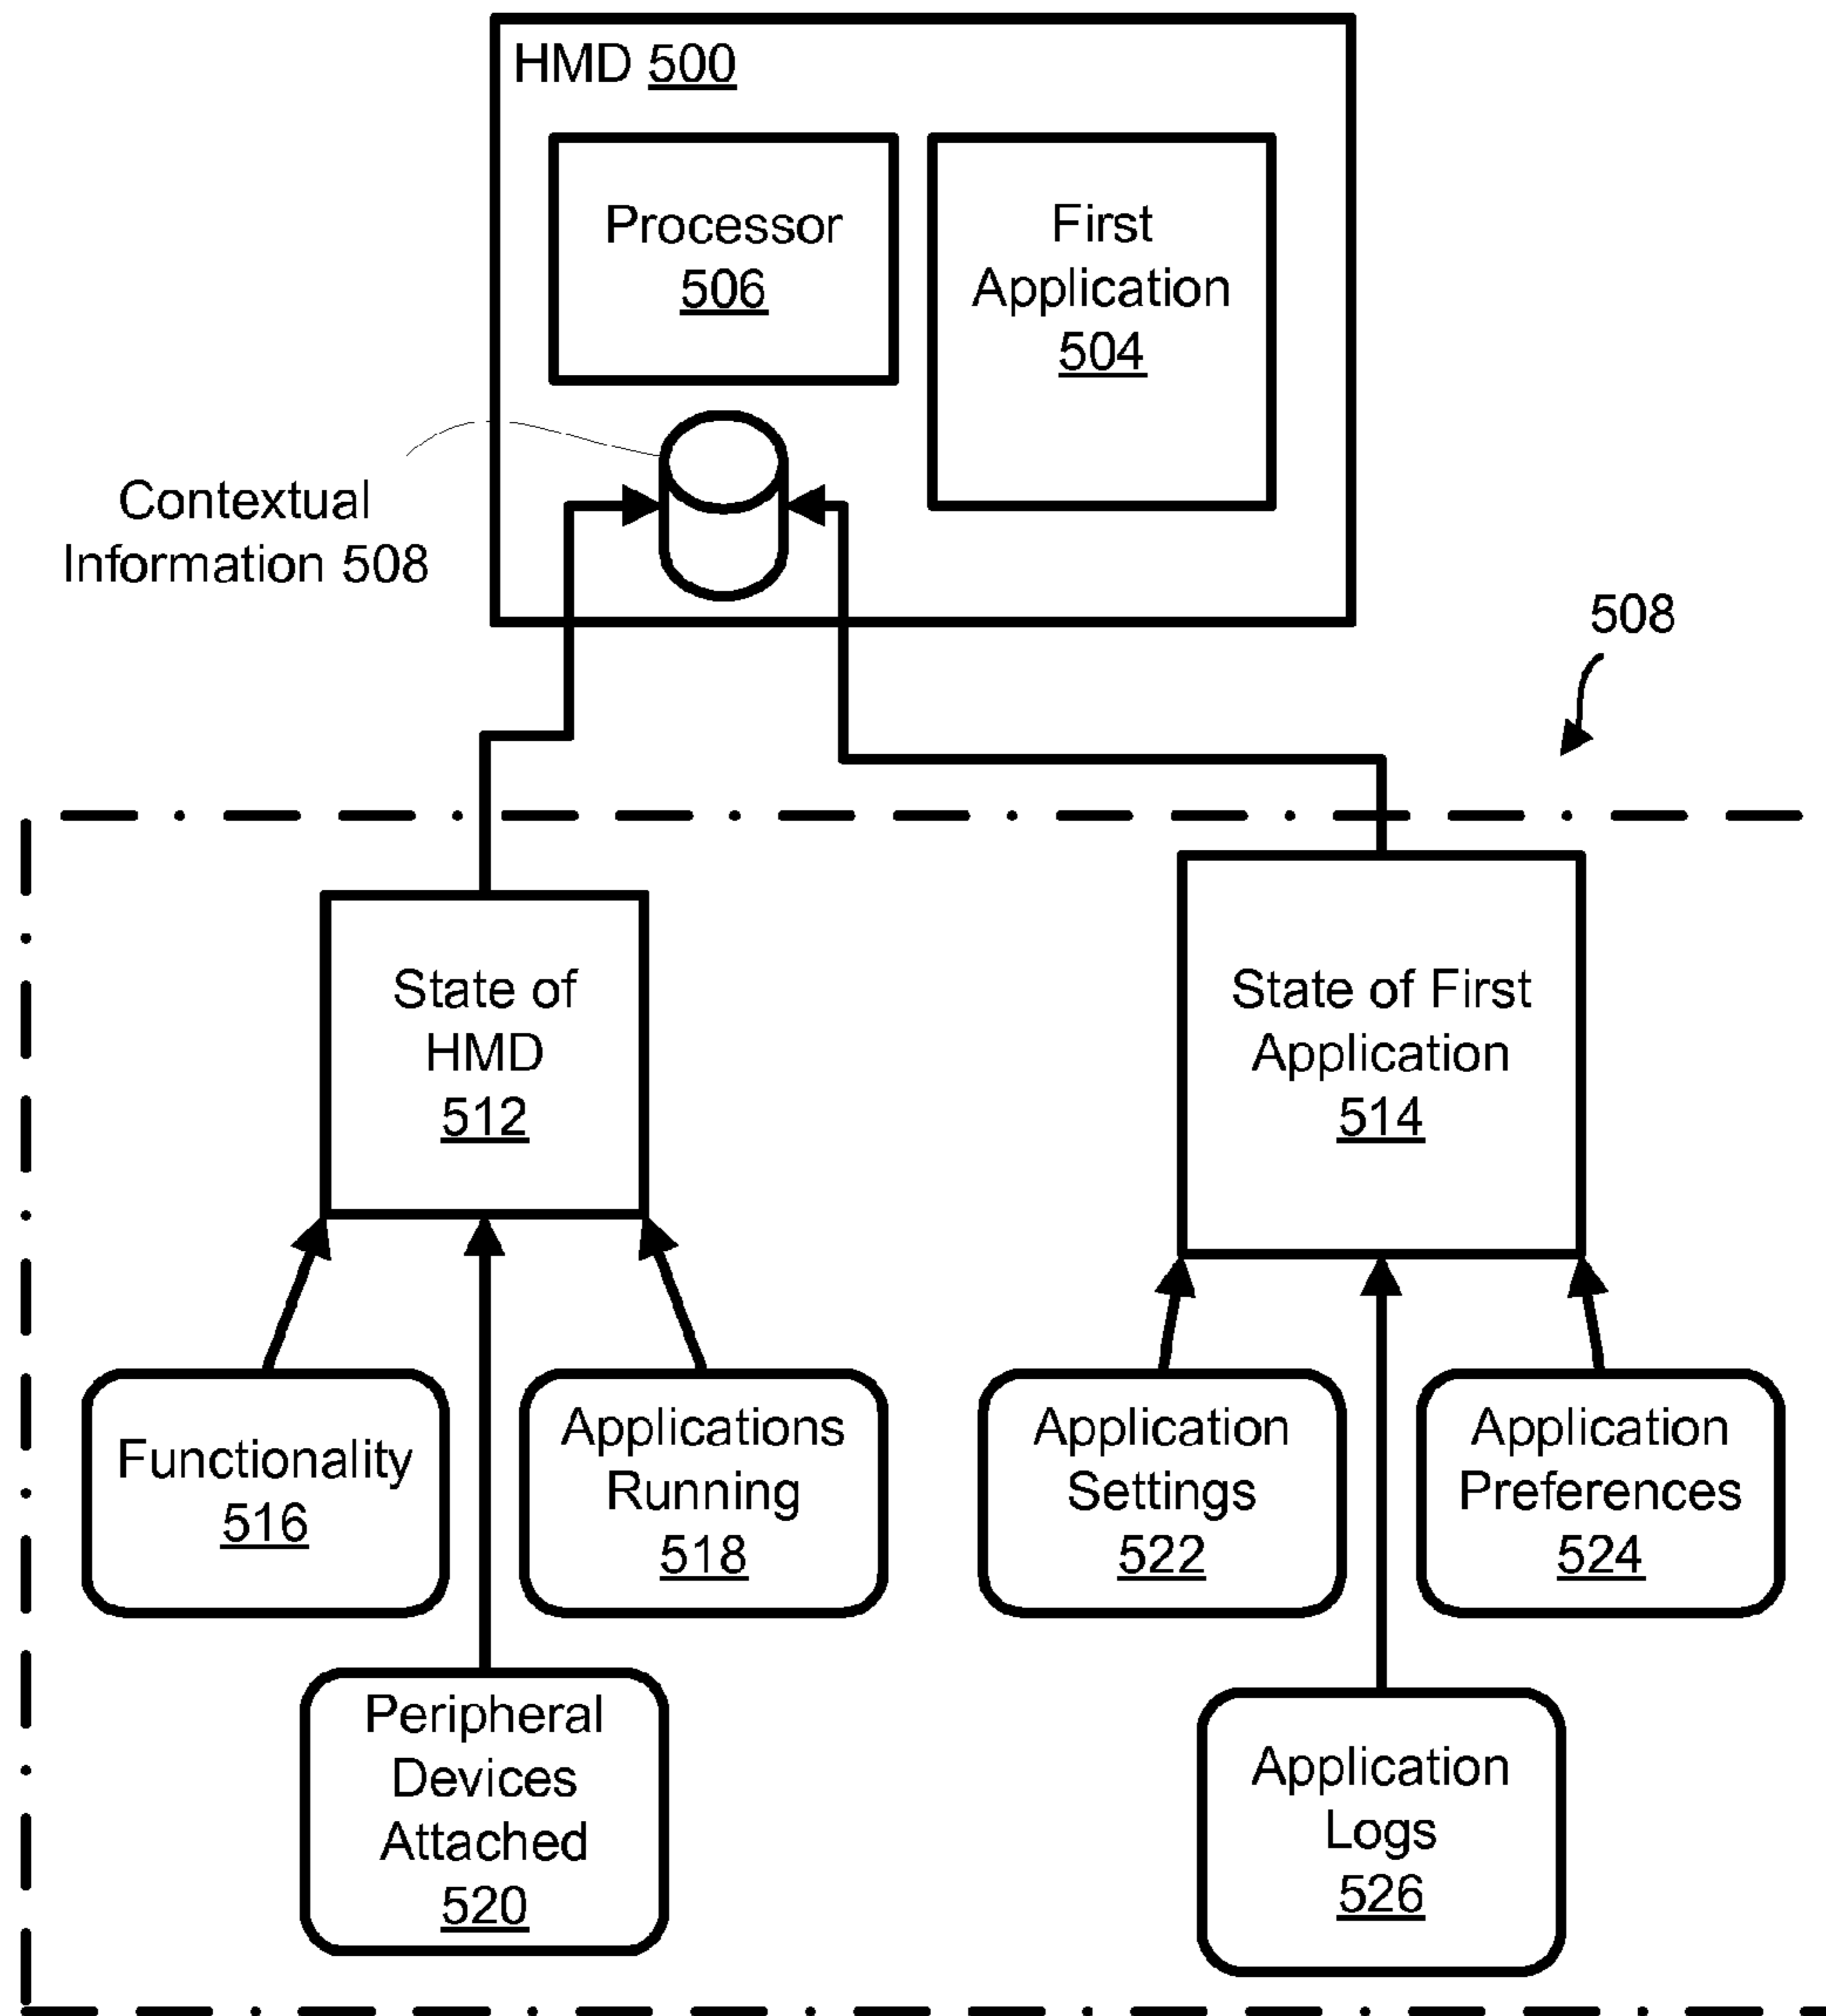 HMD 500
Processor
506
First
Application
504
Contextual
Information 508
508
State of
HMD
512
State of First
Application
514
Functionality
516
Applications
Running
518
Application
Settings
522
Application
Preferences
524
Peripheral
Devices
Attached
520
Application
Logs
526